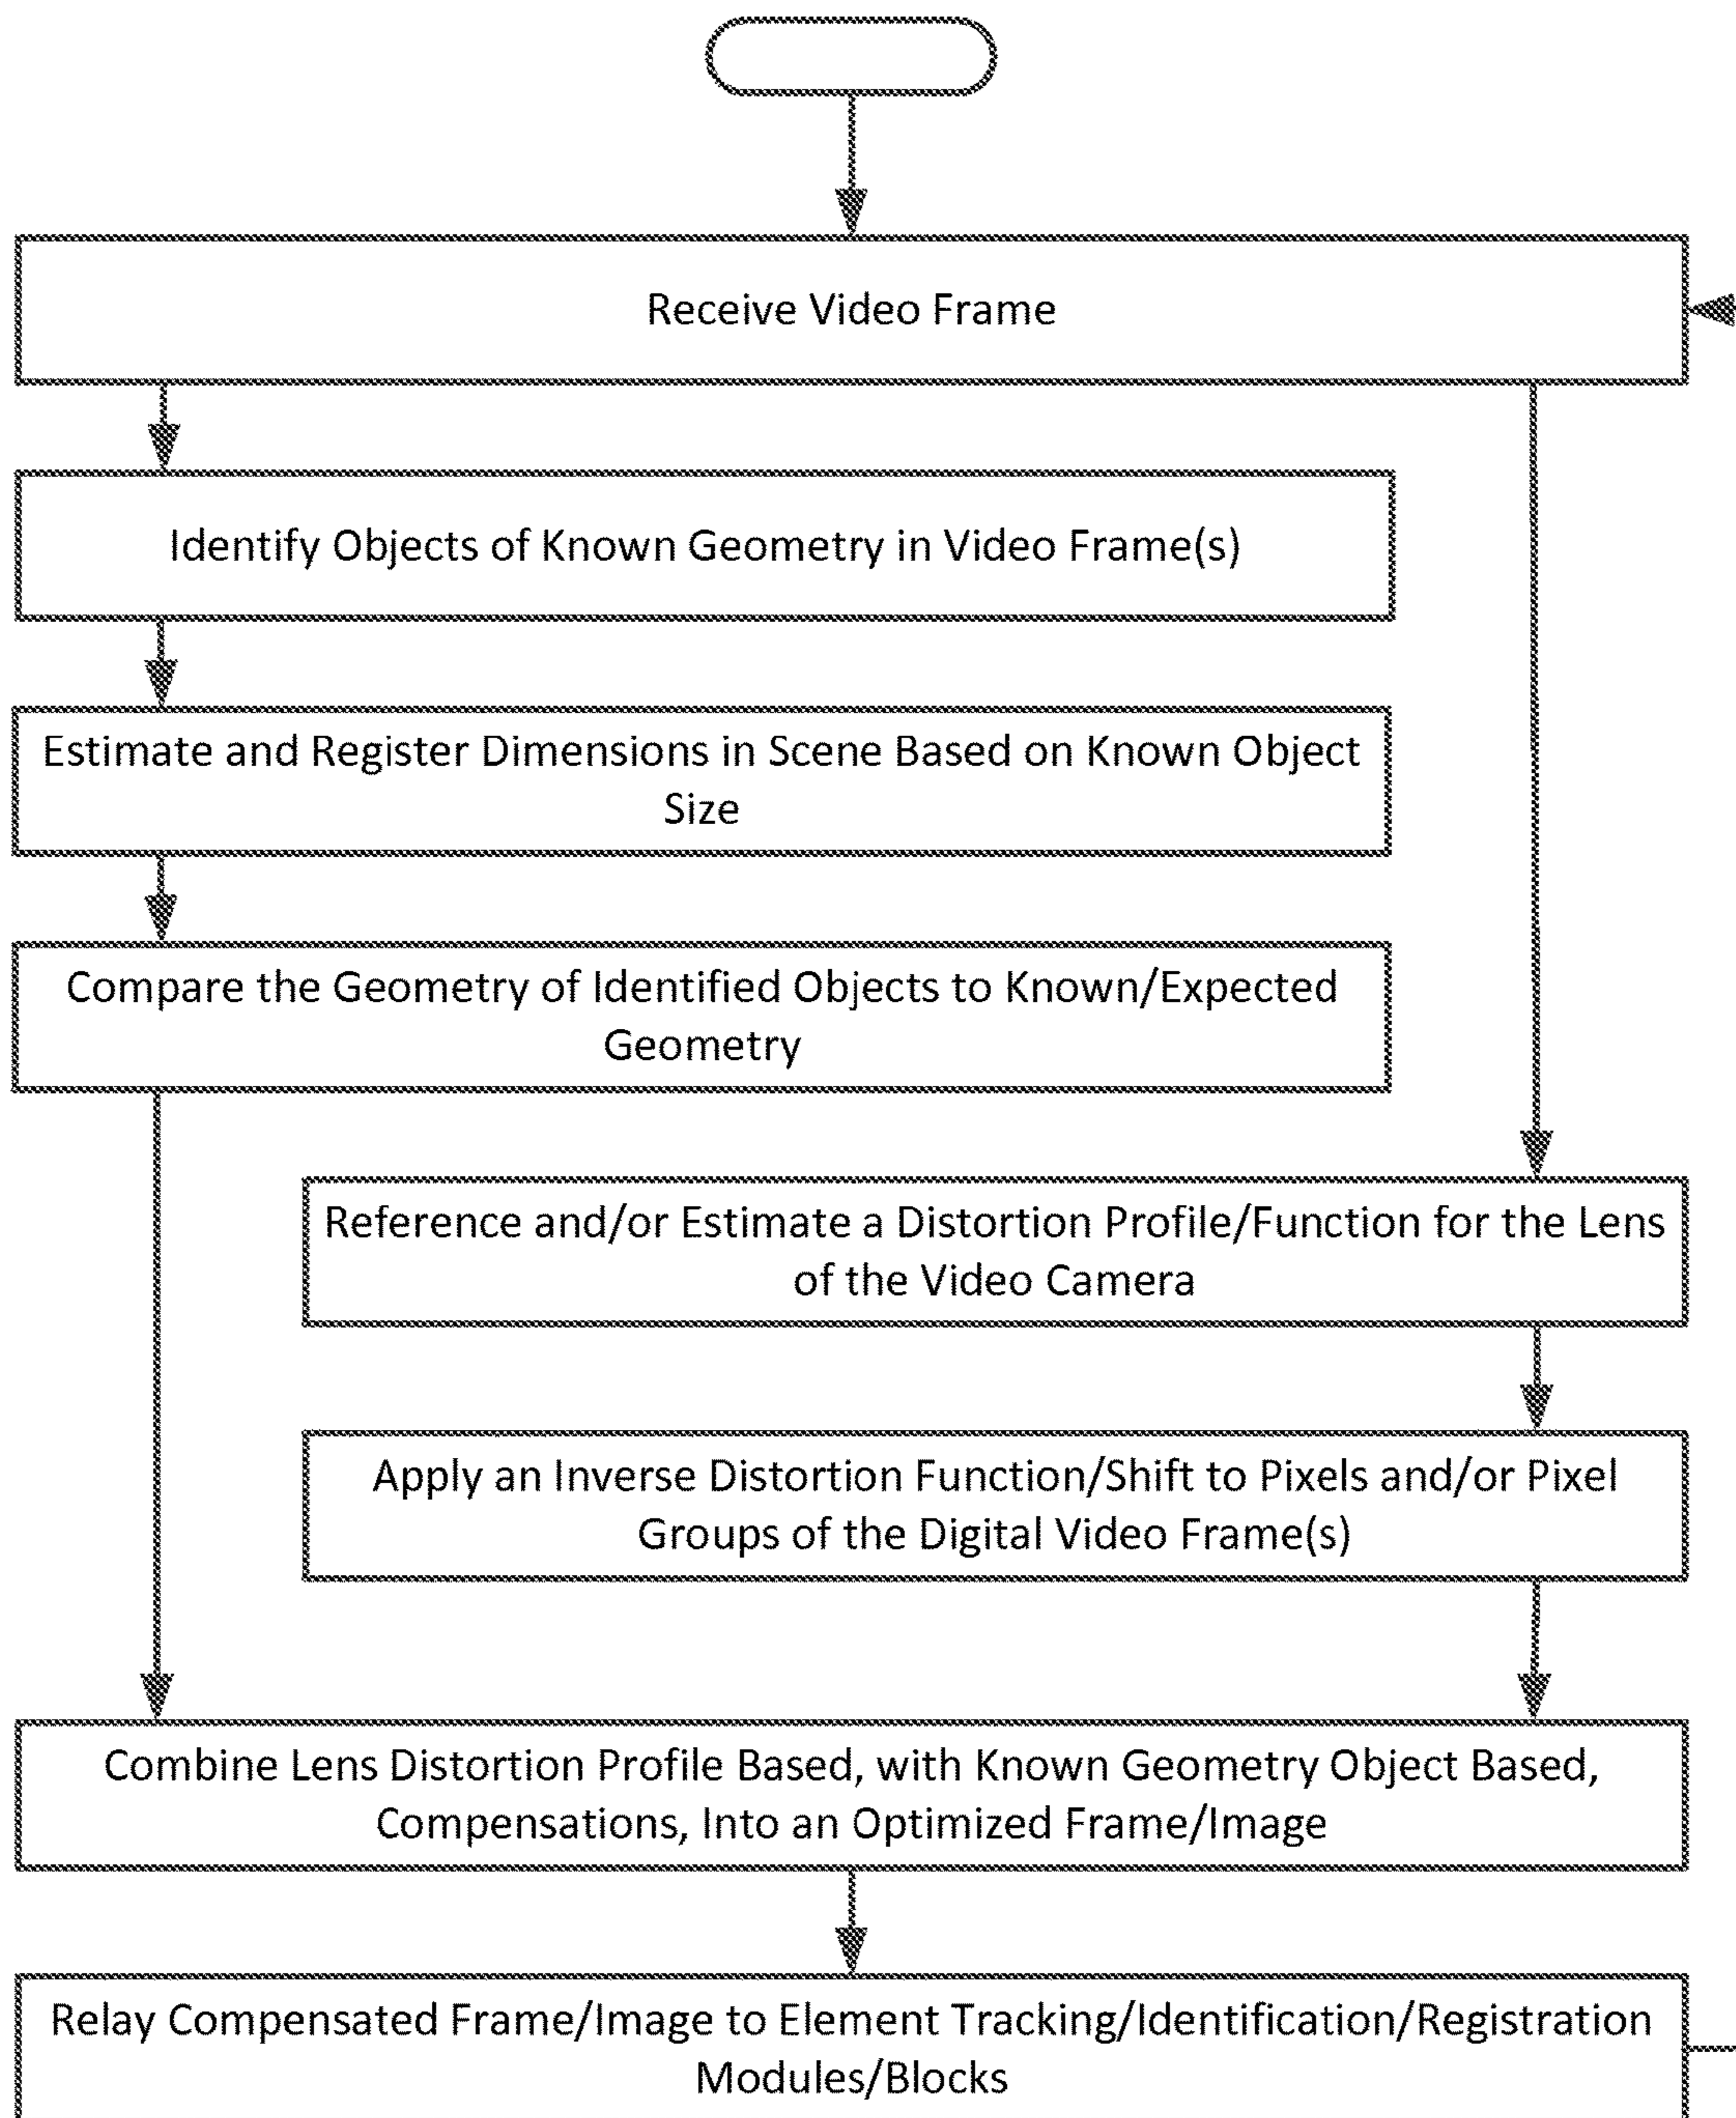 Receive Video Frame
Identify Objects of Known Geometry in Video Frame(s)
Estimate and Register Dimensions in Scene Based on Known Object
Size
Compare the Geometry of Identified Objects to Known/Expected
Geometry
Reference and/or Estimate a Distortion Profile/Function for the Lens
of the Video Camera
Apply an Inverse Distortion Function/Shift to Pixels and/or Pixel
Groups of the Digital Video Frame(s)
Combine Lens Distortion Profile Based, with Known Geometry Object Based,
Compensations, Into an Optimized Frame/Image
Relay Compensated Frame/Image to Element Tracking/Identification/Registration
Modules/Blocks